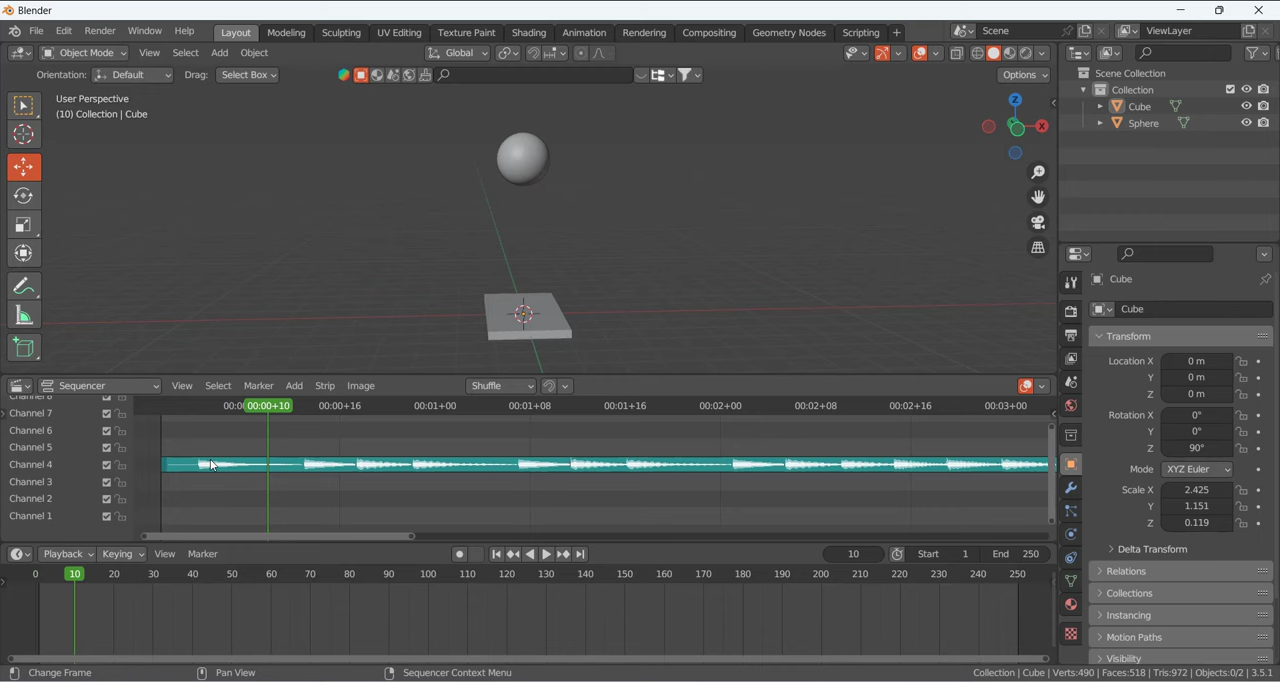 Blender
File Edit Render Window Help Layout Modeling Sculpting UV Editing Texture Paint Shading Animation Rendering Compositing Geometry Nodes Scripting + Scene ViewLayer
Object Mode View Select Add Object Global
Orientation: Default Drag: Select Box Options
User Perspective
(10) Collection | Cube
Z
X
Scene Collection
Collection
Cube
Sphere
Cube
Cube
Transform
Location X 0 m
Y 0 m
Z 0 m
Rotation X 0°
Y 0°
Z 90°
Mode XYZ Euler
Scale X 2.425
Y 1.151
Z 0.119
Delta Transform
Relations
Collections
Instancing
Motion Paths
Visibility
Sequencer View Select Marker Add Strip Image Shuffle
00:00+10 00:00+16 00:01+00 00:01+08 00:01+16 00:02+00 00:02+08 00:02+16 00:03+00
Channel 8
Channel 7
Channel 6
Channel 5
Channel 4
Channel 3
Channel 2
Channel 1
Playback Keying View Marker 10 Start 1 End 250
0 10 20 30 40 50 60 70 80 90 100 110 120 130 140 150 160 170 180 190 200 210 220 230 240 250
Change Frame Pan View Sequencer Context Menu Collection | Cube | Verts:490 | Faces:518 | Tris:972 | Objects:0/2 | 3.5.1